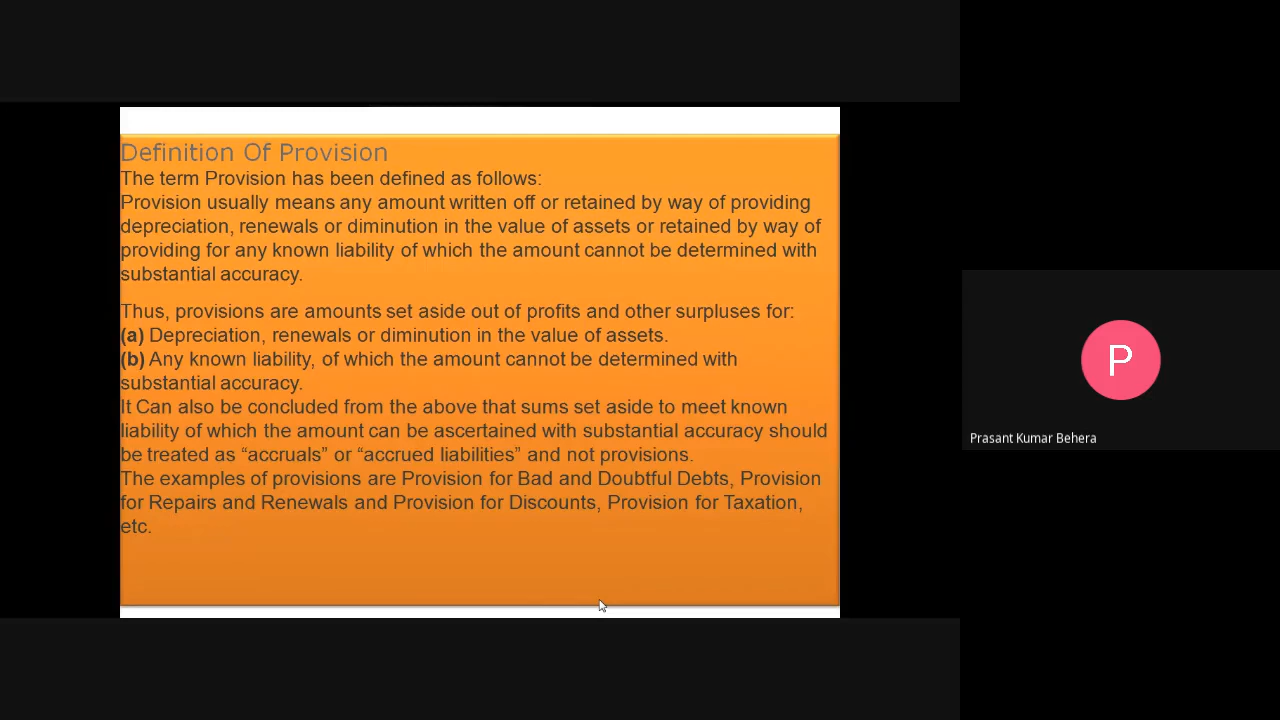 Definition Of Provision
The term Provision has been defined as follows:
Provision usually means any amount written off or retained by way of providing
depreciation, renewals or diminution in the value of assets or retained by way of
providing for any known liability of which the amount cannot be determined with
substantial accuracy.
Thus, provisions are amounts set aside out of profits and other surpluses for:
(a) Depreciation, renewals or diminution in the value of assets.
(b) Any known liability, of which the amount cannot be determined with
substantial accuracy.
It Can also be concluded from the above that sums set aside to meet known
liability of which the amount can be ascertained with substantial accuracy should
be treated as “accruals” or “accrued liabilities” and not provisions.
The examples of provisions are Provision for Bad and Doubtful Debts, Provision
for Repairs and Renewals and Provision for Discounts, Provision for Taxation,
etc.
P
Prasant Kumar Behera